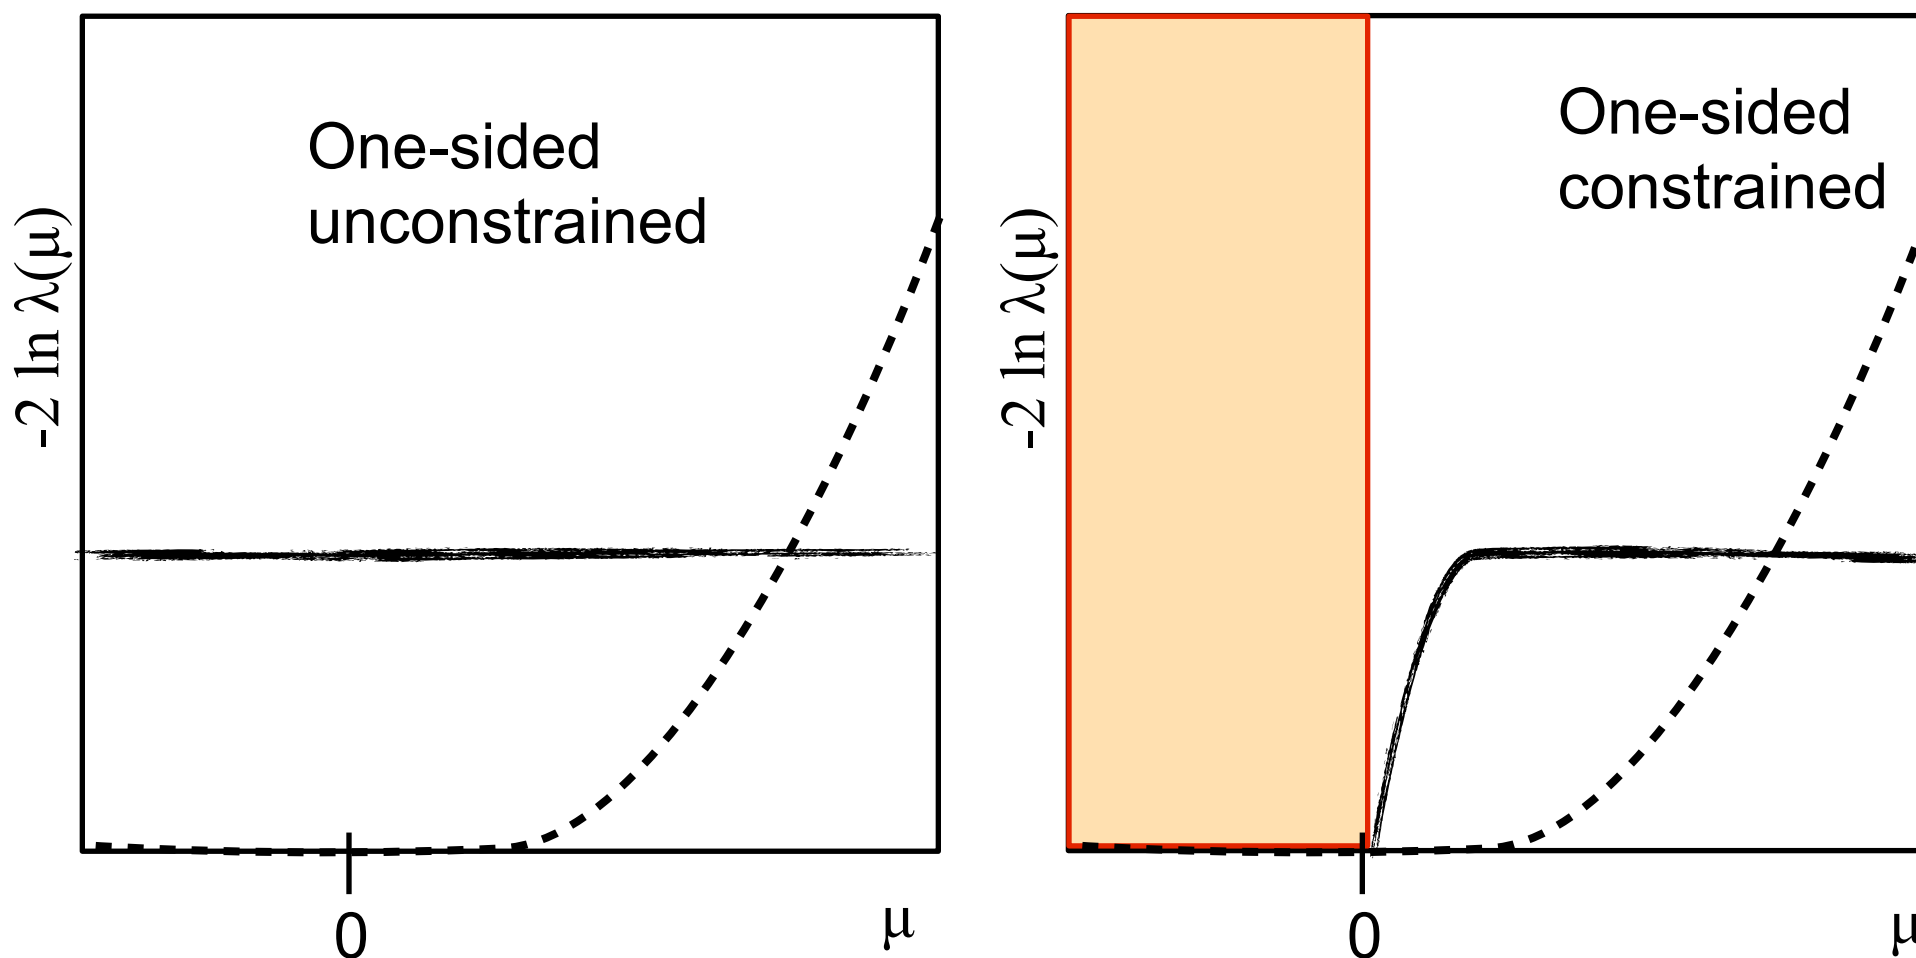 One-sided
unconstrained
-2 ln λ(μ)
0
μ
One-sided
constrained
-2 ln λ(μ)
0
μ